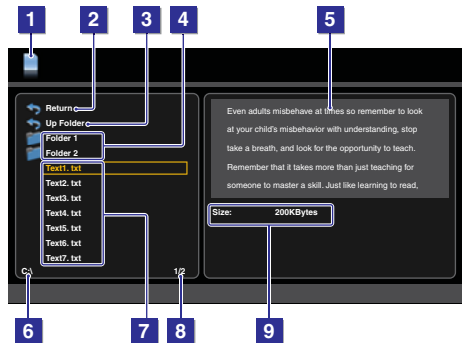 1 2 3 4 5
Return
Up Folder
Folder 1
Folder 2
Text1. txt
Text2. txt
Text3. txt
Text4. txt
Text5. txt
Text6. txt
Text7. txt
C:\ 1/2
Even adults misbehave at times so remember to look
at your child's misbehavior with understanding, stop
take a breath, and look for the opportunity to teach.
Remember that it takes more than just teaching for
someone to master a skill. Just like learning to read,
Size: 200KBytes
6 7 8 9